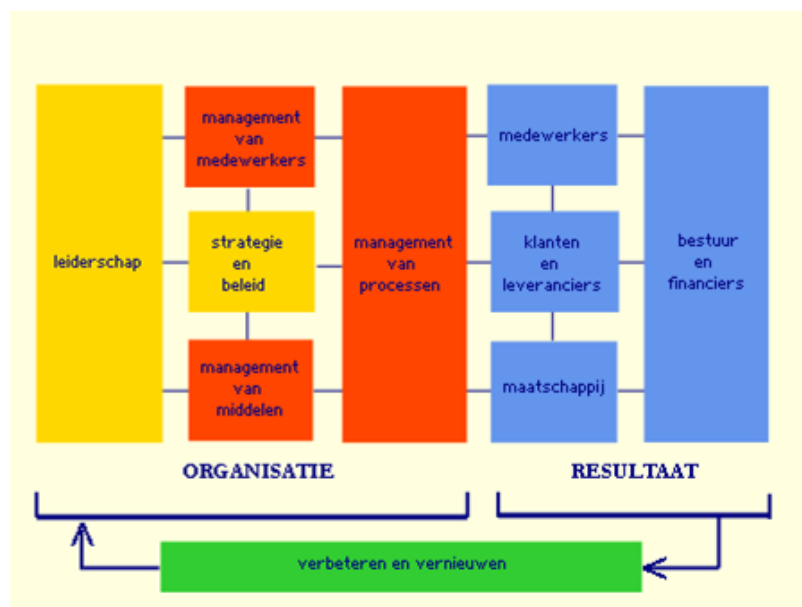 leiderschap
management
van
medewerkers
strategie
en
beleid
management
van
middelen
management
van
processen
medewerkers
klanten
en
leveranciers
maatschappij
bestuur
en
financiers
ORGANISATIE
RESULTAAT
verbeteren en vernieuwen